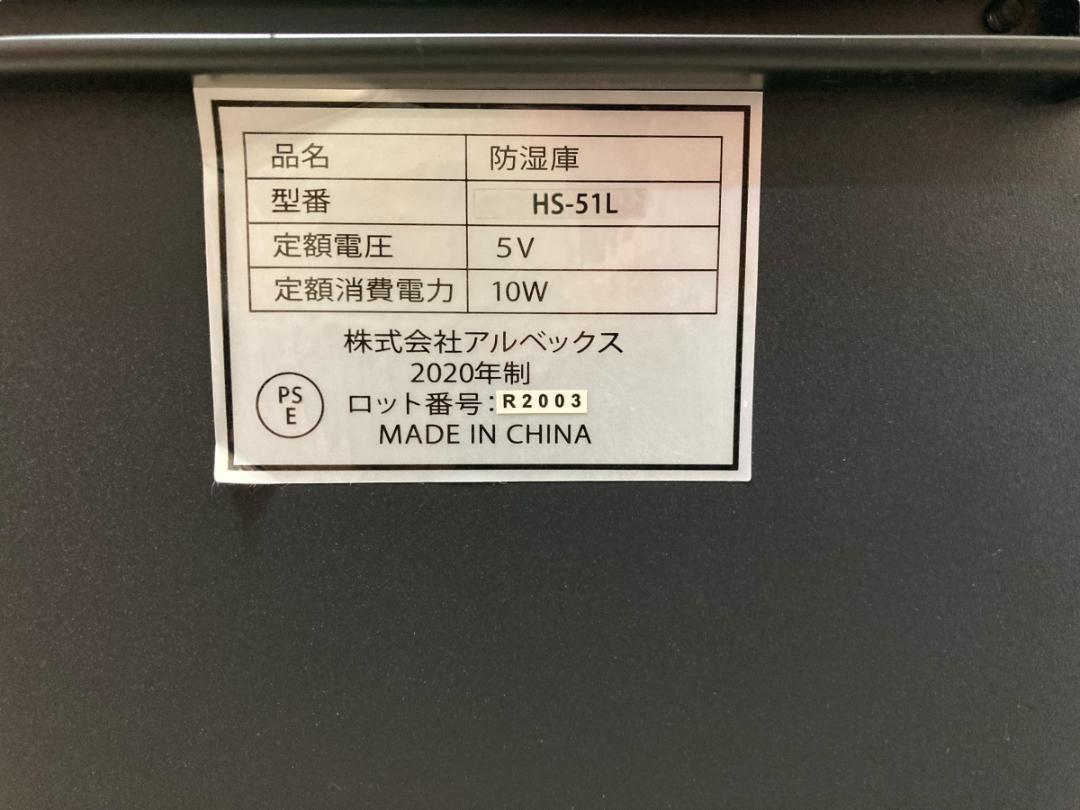 品名 防湿庫
型番 HS-51L
定額電圧 5V
定額消費電力 10W
株式会社アルベックス
2020年制
PS
E
ロット番号:R2003
MADE IN CHINA